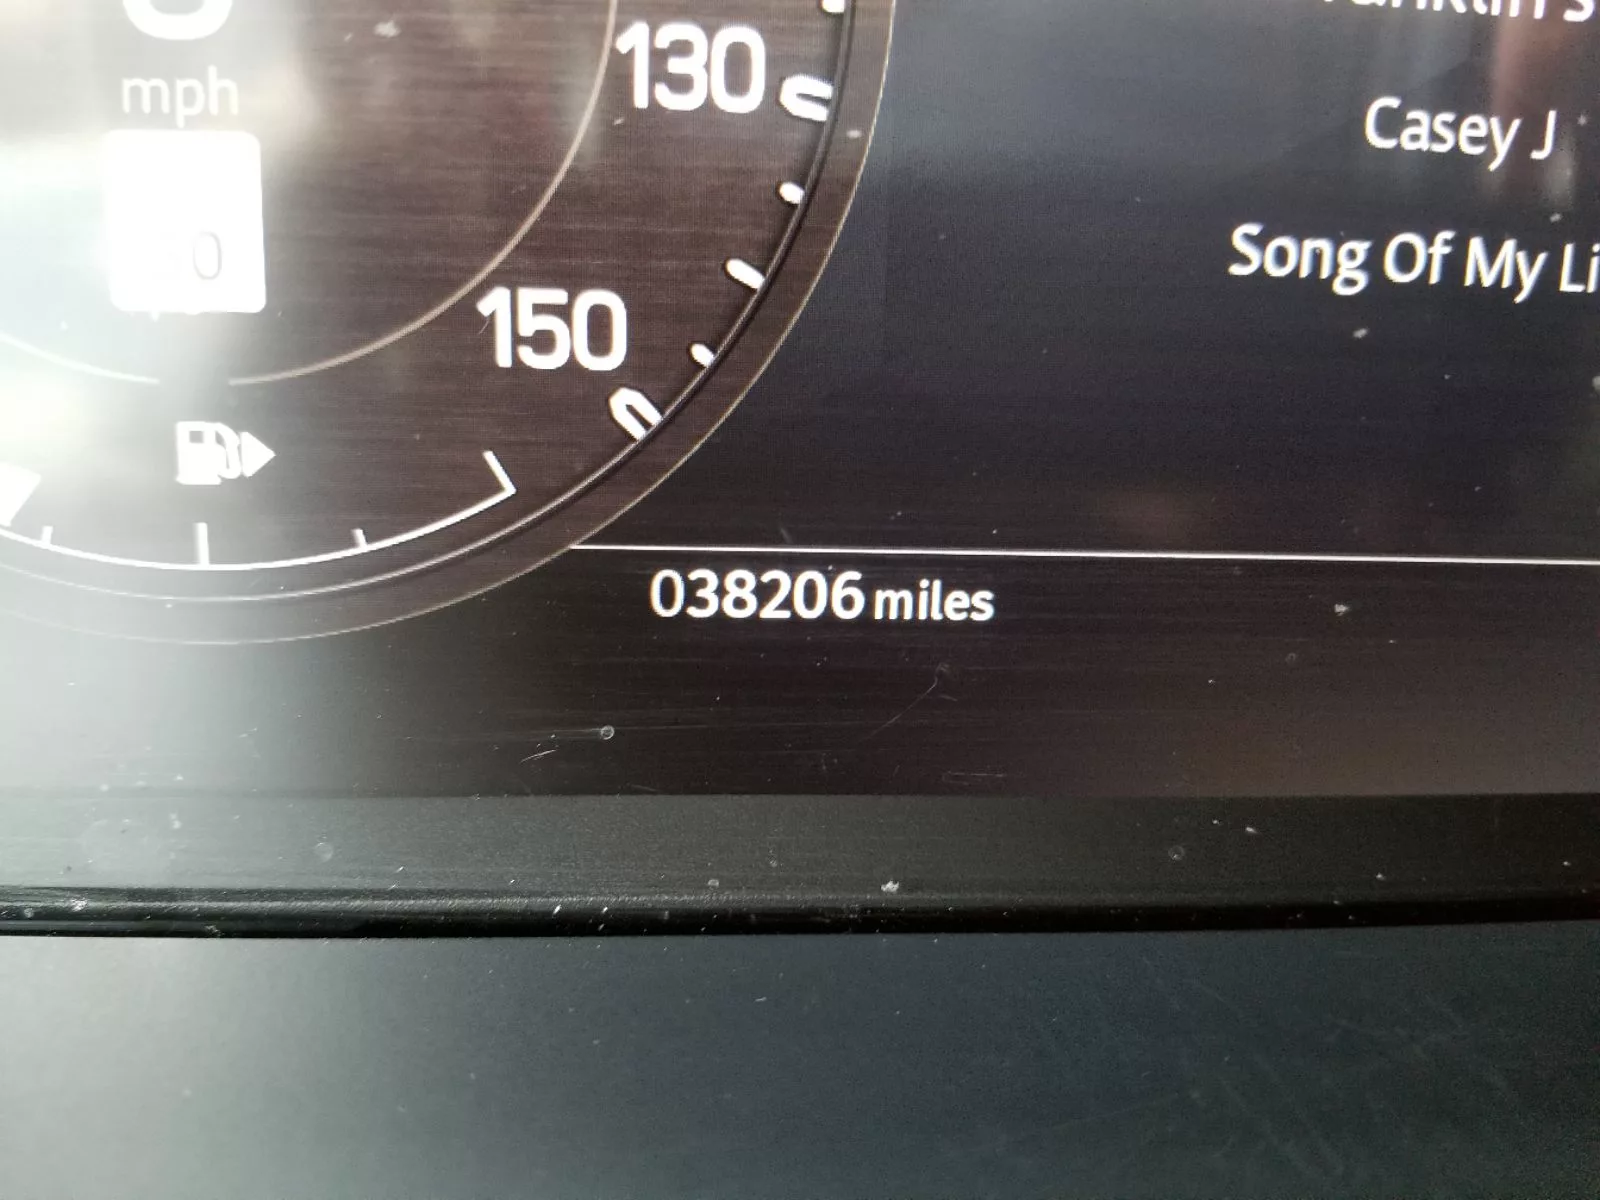 mph
130
Casey J
Song Of My Li
150
038206 miles